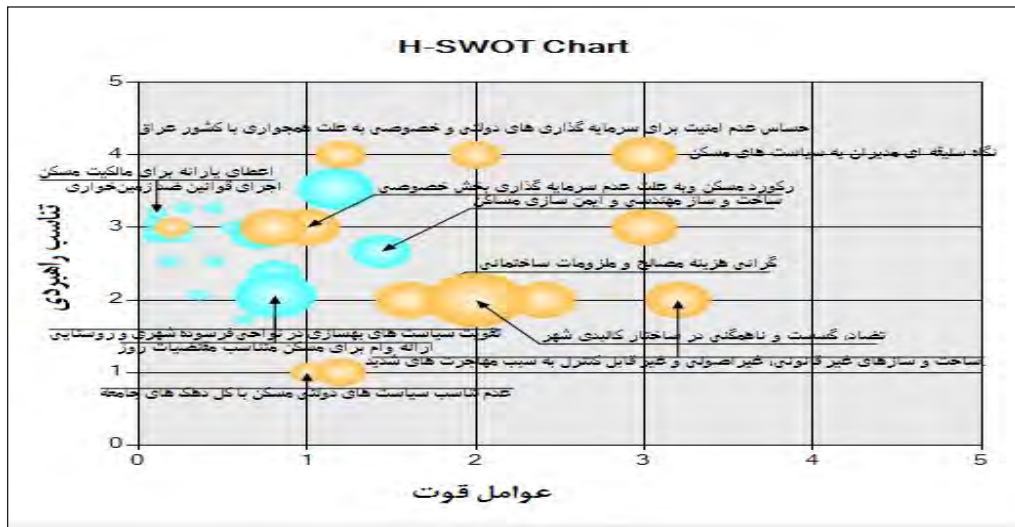 H-SWOT Chart
5
حساس عدم امنیت برای سرمایه گذاری های دولتی و خصوصی به علت همجواری با کشور عراق
4
نگاه سلیقه ای مدیران به سیاست های مسکن
اعطای یارانه برای مالکیت مسکن
اجرای قوانین ضد زمین‌خواری
رکورد مسکن وبه علت عدم سرمایه گذاری بخش خصوصی
ساخت و ساز مهندسی و ایمن سازی مساکن
3
تناسب راهبردی
گرانی هزینه مصالح و ملزومات ساختمانی
2
تقویت سیاست های بهسازی در نواحی فرسوده شهری و روستایی
تضاد، گسست و ناهمگنی در ساختار کالبدی شهر
ارائه وام برای مسکن متناسب مقتضیات روز
ساخت و سازهای غیر قانونی، غیر اصولی و غیر قابل کنترل به سبب مهاجرت های شدید
1
عدم تناسب سیاست های دولتی مسکن با کل دهک های جامعه
0
0 1 2 3 4 5
عوامل قوت